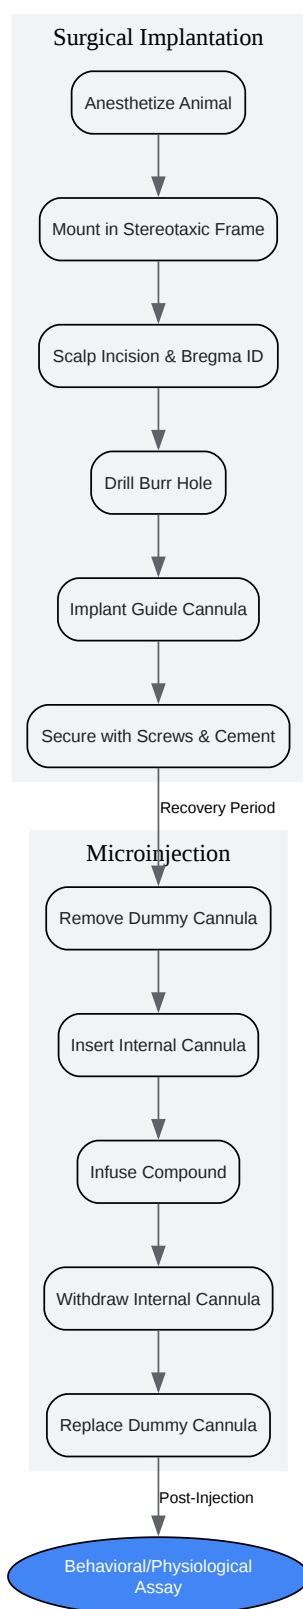 Surgical Implantation
Anesthetize Animal
Mount in Stereotaxic Frame
Scalp Incision & Bregma ID
Drill Burr Hole
Implant Guide Cannula
Secure with Screws & Cement
Recovery Period
Microinjection
Remove Dummy Cannula
Insert Internal Cannula
Infuse Compound
Withdraw Internal Cannula
Replace Dummy Cannula
Post-Injection
Behavioral/Physiological
Assay